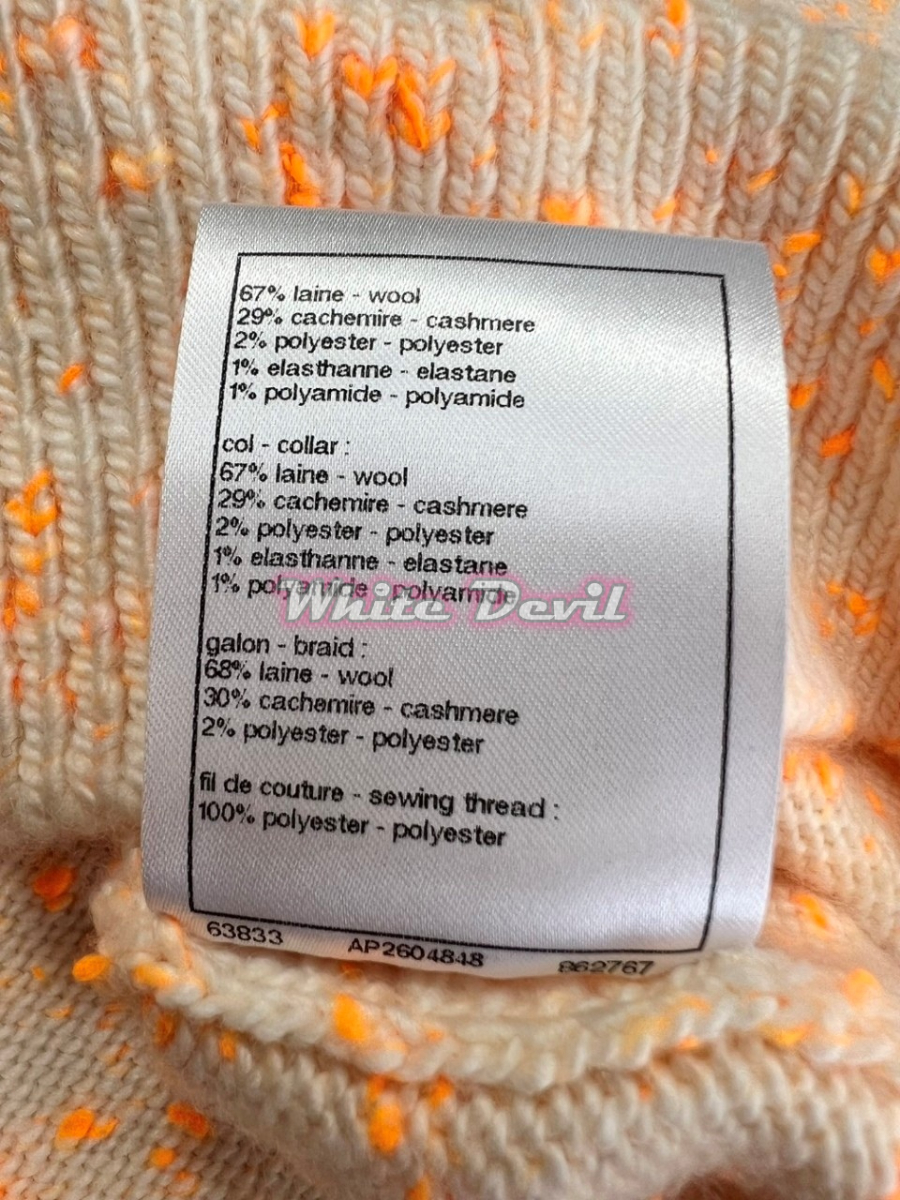 67% laine - wool
29% cachemire - cashmere
2% polyester - polyester
1% elasthanne - elastane
1% polyamide - polyamide
col - collar :
67% laine - wool
29% cachemire - cashmere
2% polyester - polyester
1% elasthanne - elastane
1% polyamide - polyamide
White Devil
galon - braid :
68% laine - wool
30% cachemire - cashmere
2% polyester - polyester
fil de couture - sewing thread :
100% polyester - polyester
63833 AP2604848 862767